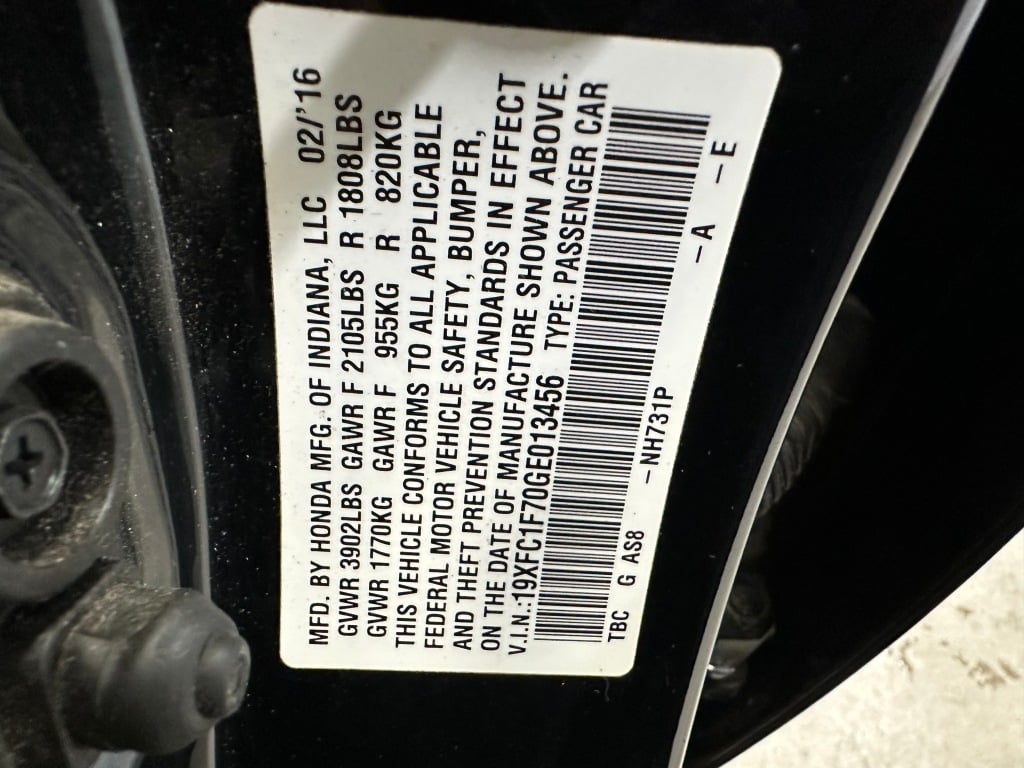 MFD. BY HONDA MFG. OF INDIANA, LLC 02/'16
GVWR 3902LBS GAWR F 2105LBS R 1808LBS
GVWR 1770KG GAWR F 955KG R 820KG
THIS VEHICLE CONFORMS TO ALL APPLICABLE
FEDERAL MOTOR VEHICLE SAFETY, BUMPER,
AND THEFT PREVENTION STANDARDS IN EFFECT
ON THE DATE OF MANUFACTURE SHOWN ABOVE.
V.I.N.:19XFC1F70GE013456 TYPE: PASSENGER CAR
TBC G AS8 -NH731P -A -E